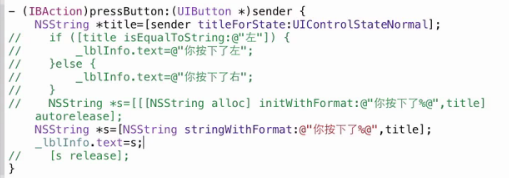 - (IBAction)pressButton:(UIButton *)sender {
    NSString *title=[sender titleForState:UIControlStateNormal];
//    if ([title isEqualToString:@"左"]) {
//        _lblInfo.text=@"你按下了左";
//    }else {
//        _lblInfo.text=@"你按下了右";
//    }
//    NSString *s=[[[NSString alloc] initWithFormat:@"你按下了%@",title]
    autorelease];
    NSString *s=[NSString stringWithFormat:@"你按下了%@",title];
    _lblInfo.text=s;
//    [s release];
}